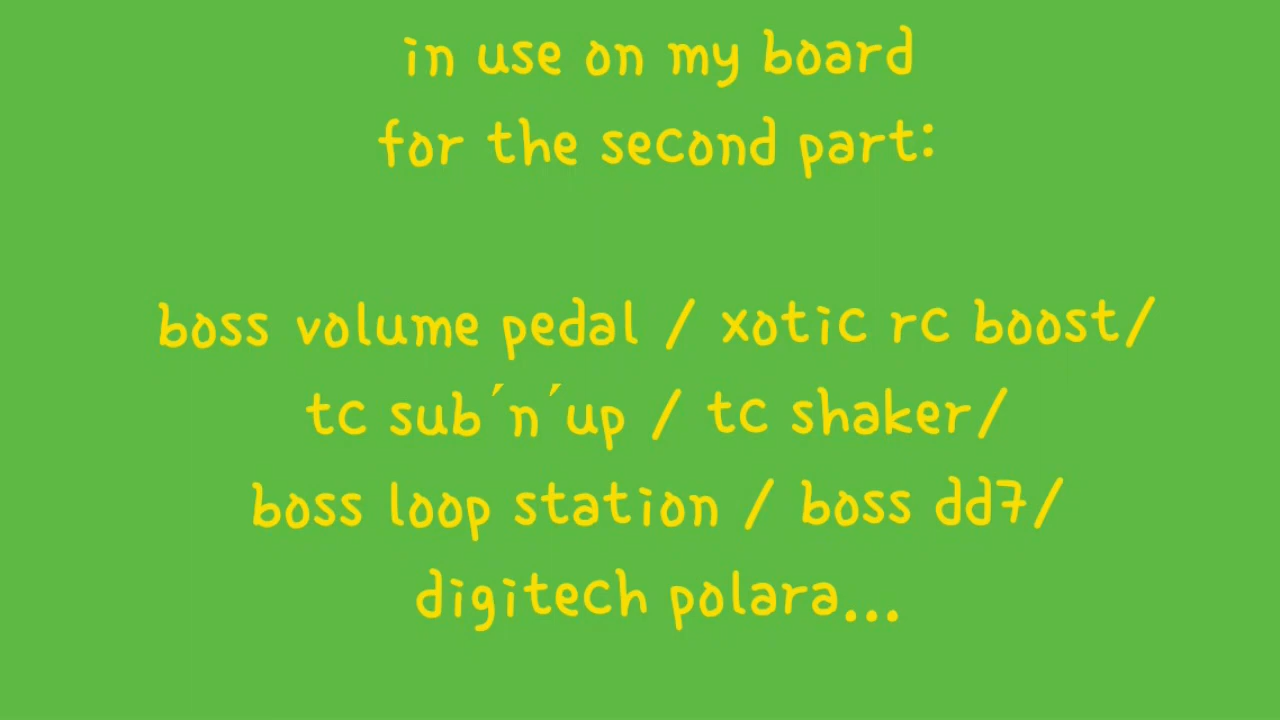 in use on my board
for the second part:
boss volume pedal / xotic rc boost/
tc sub´n´up / tc shaker/
boss loop station / boss dd7/
digitech polara...